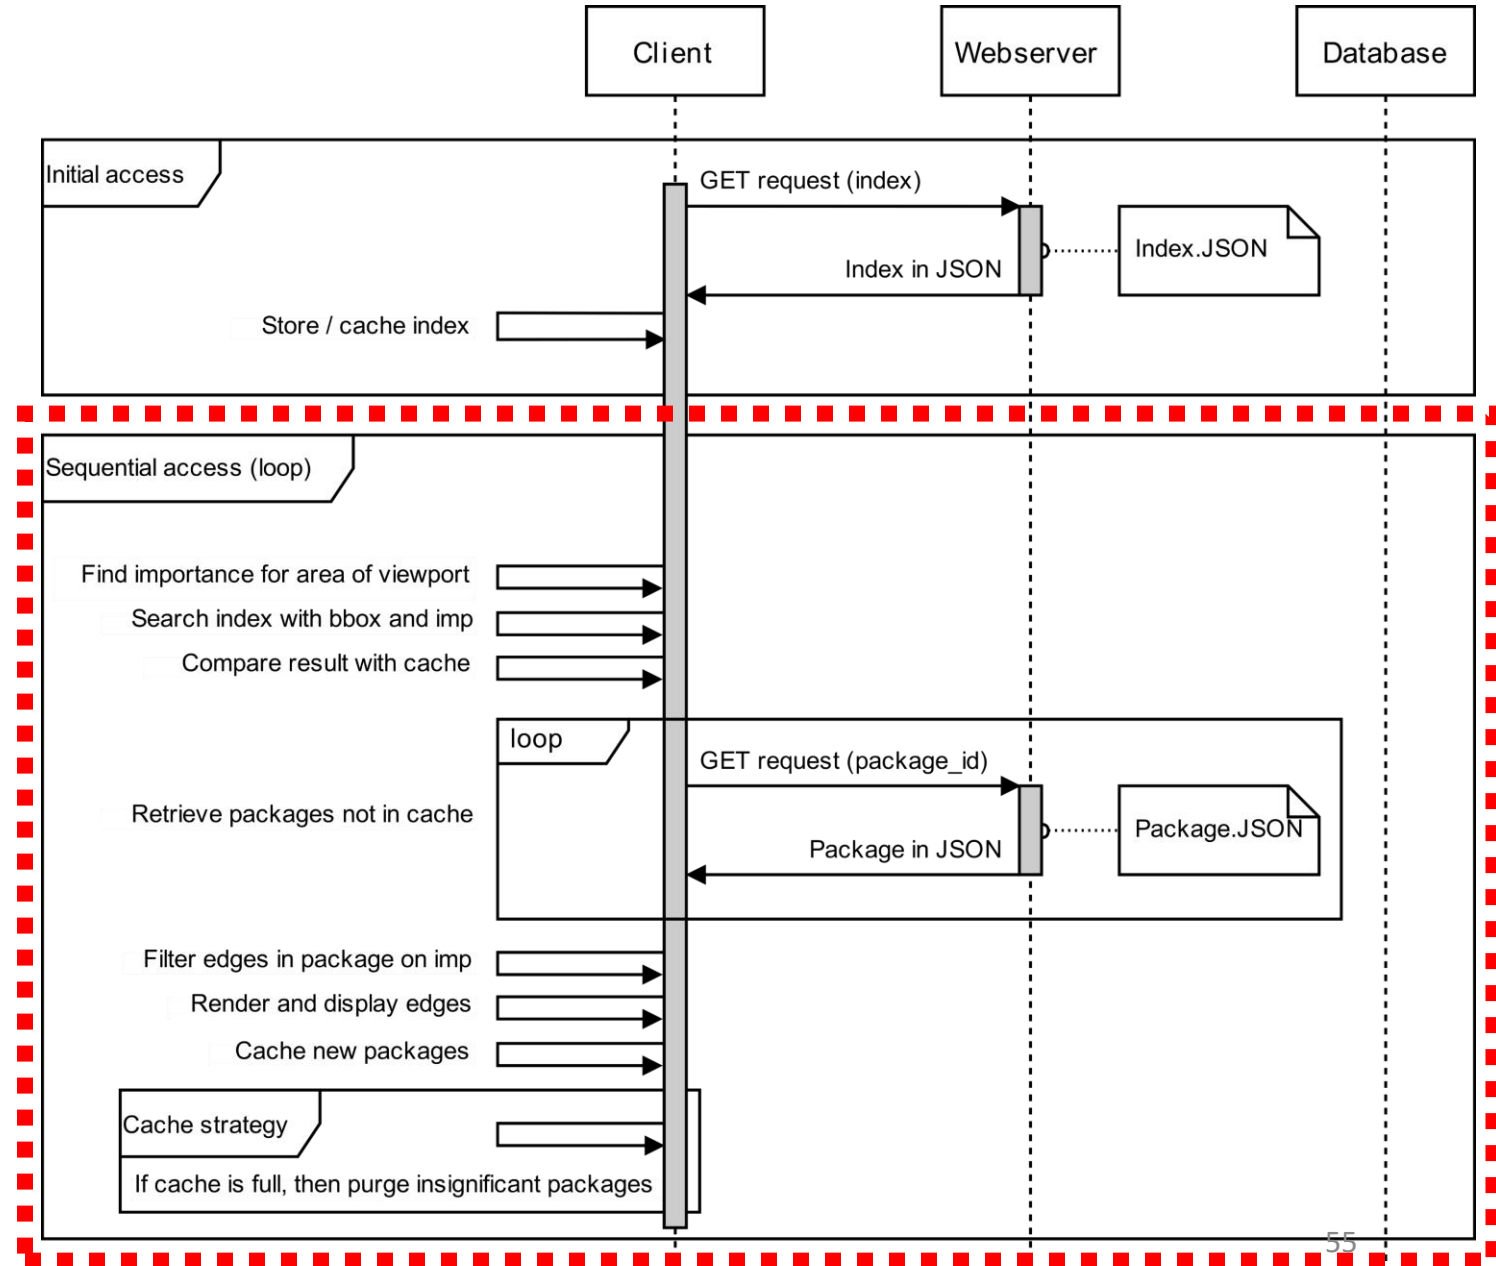 Client
Webserver
Database
Initial access
GET request (index)
Index.JSON
Index in JSON
Store / cache index
Sequential access (loop)
Find importance for area of viewport
Search index with bbox and imp
Compare result with cache
loop
GET request (package_id)
Retrieve packages not in cache
Package.JSON
Package in JSON
Filter edges in package on imp
Render and display edges
Cache new packages
Cache strategy
If cache is full, then purge insignificant packages
55